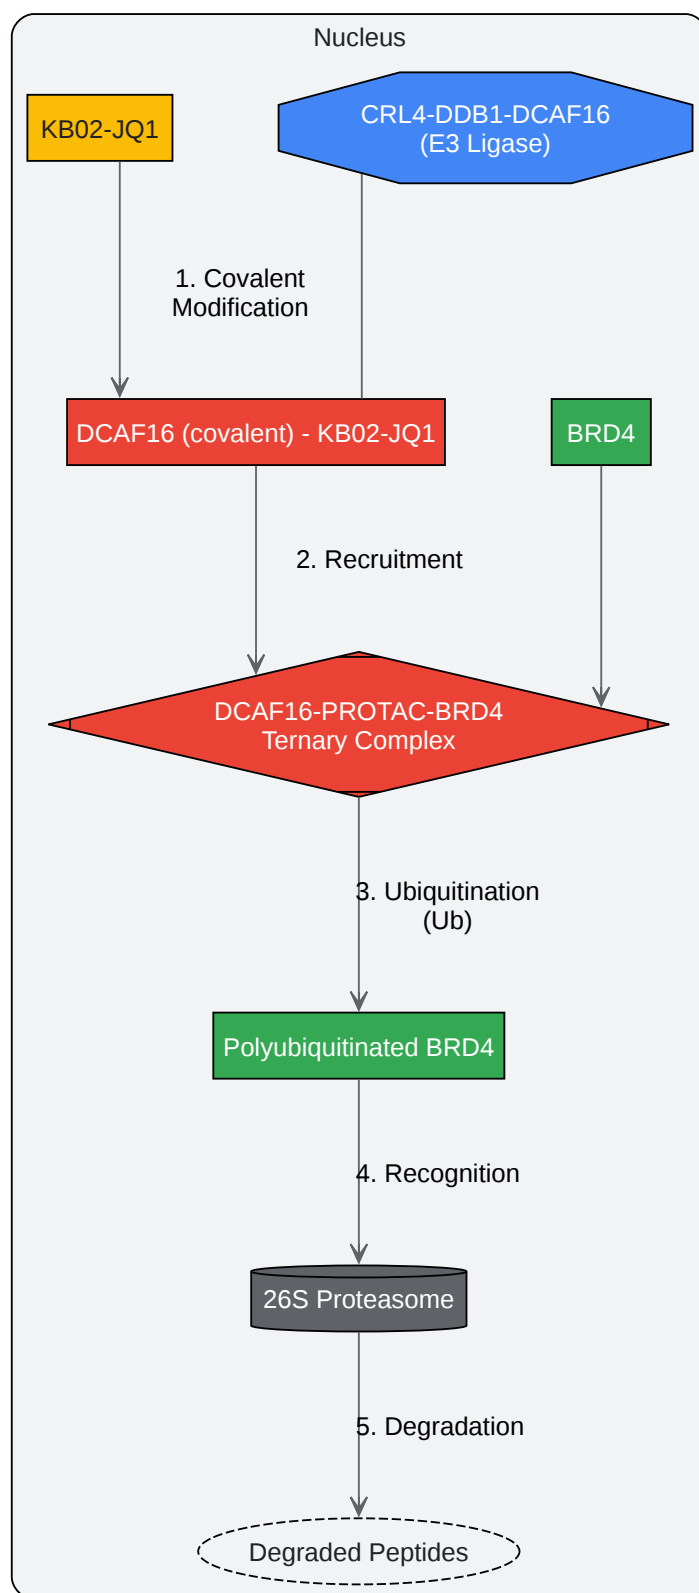 Nucleus
KB02-JQ1
CRL4-DDB1-DCAF16
(E3 Ligase)
1. Covalent
Modification
DCAF16 (covalent) - KB02-JQ1
BRD4
2. Recruitment
DCAF16-PROTAC-BRD4
Ternary Complex
3. Ubiquitination
(Ub)
Polyubiquitinated BRD4
4. Recognition
26S Proteasome
5. Degradation
Degraded Peptides